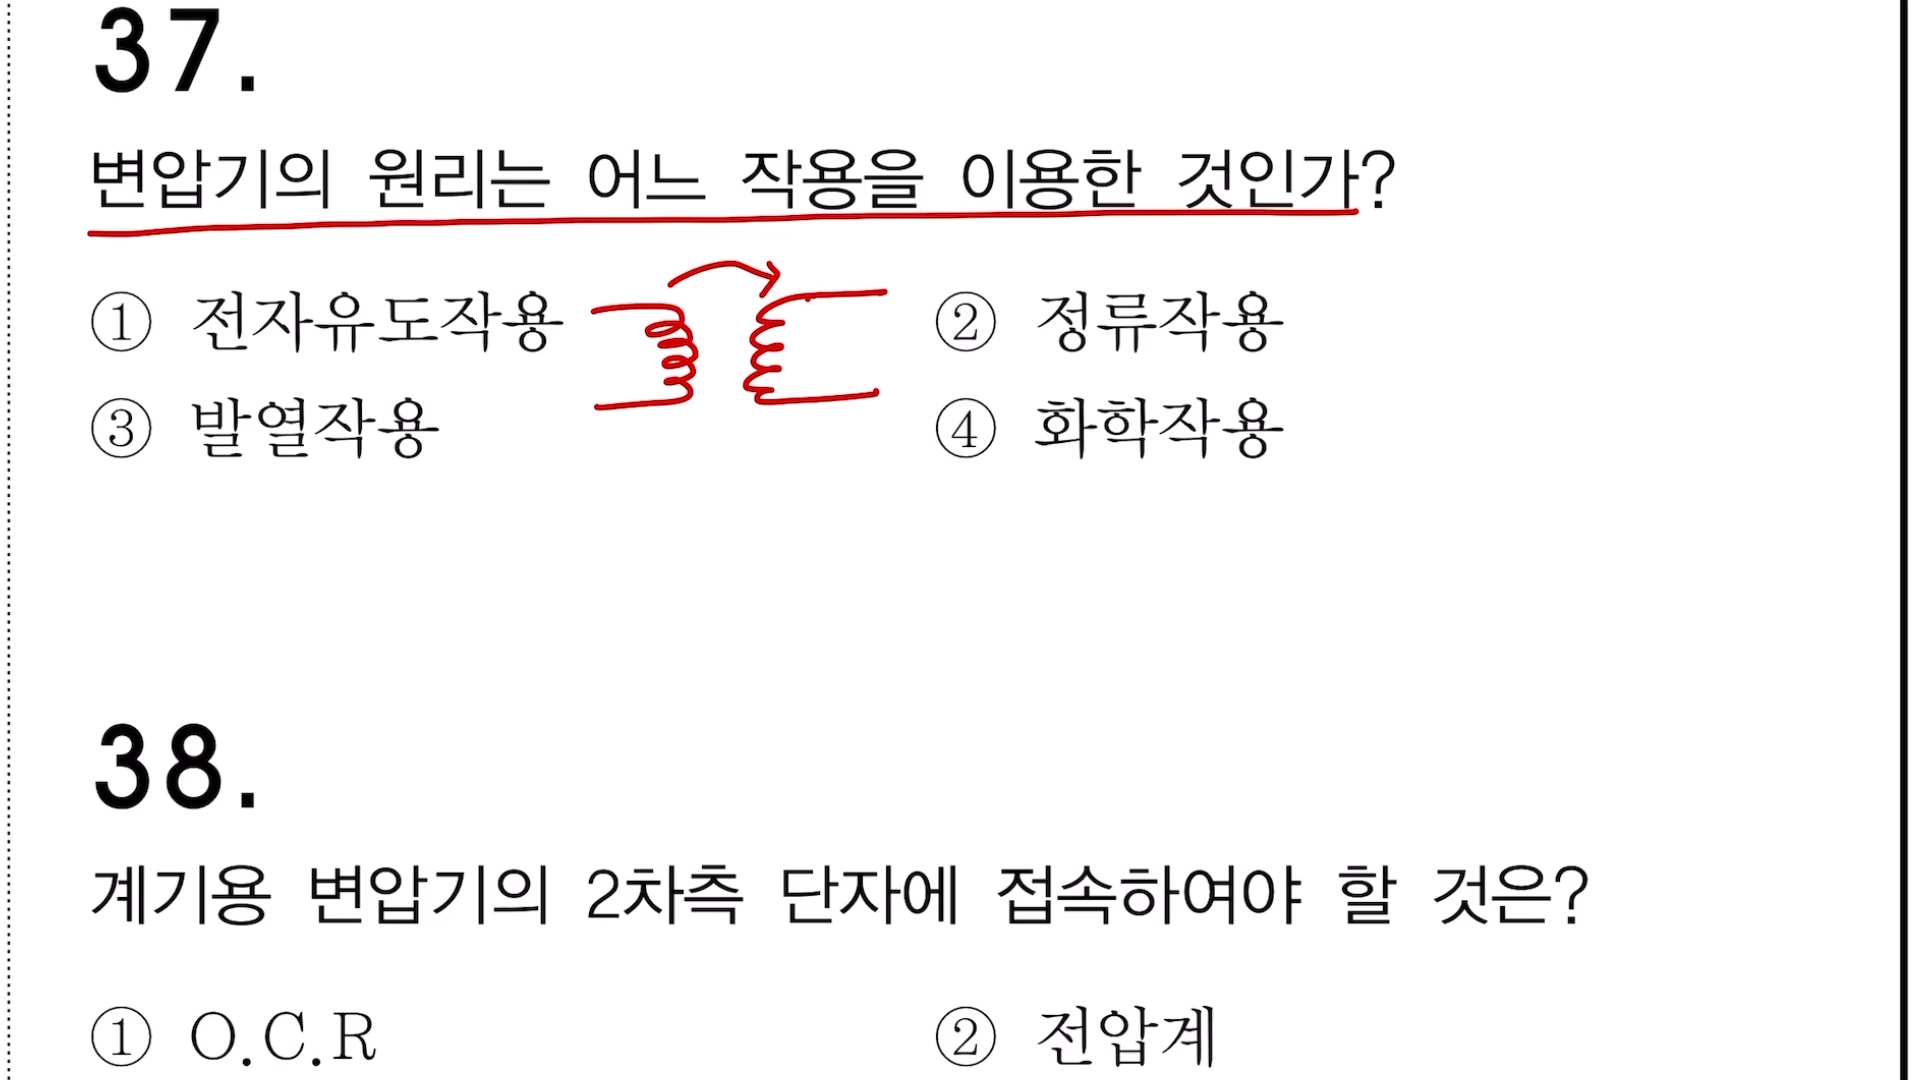 37.
변압기의 원리는 어느 작용을 이용한 것인가?
① 전자유도작용 ② 정류작용
③ 발열작용 ④ 화학작용
38.
계기용 변압기의 2차측 단자에 접속하여야 할 것은?
① O.C.R ② 전압계